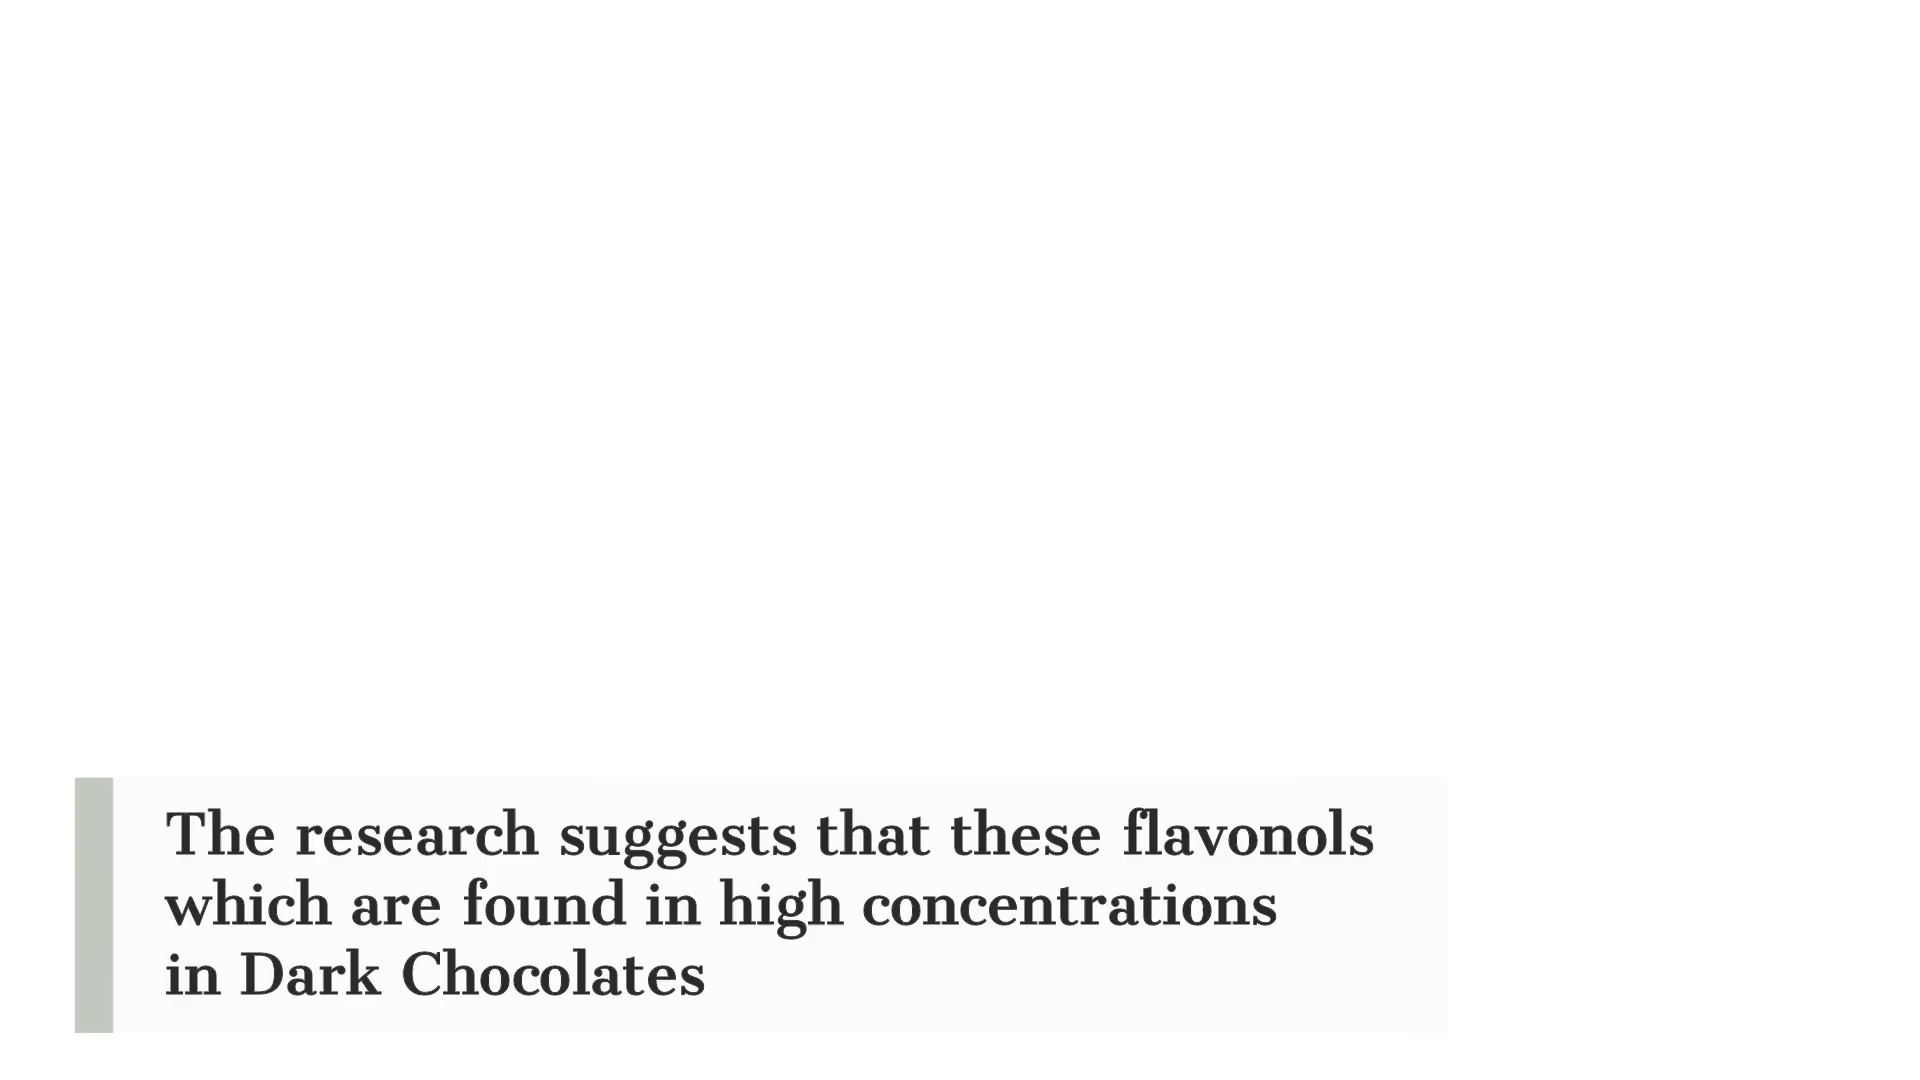 The research suggests that these flavonols
which are found in high concentrations
in Dark Chocolates